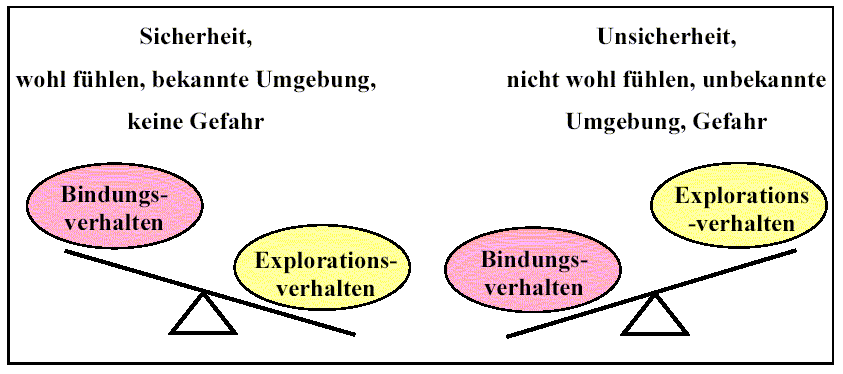 Sicherheit,
wohl fühlen, bekannte Umgebung,
keine Gefahr
Bindungs-
verhalten
Explorations-
verhalten
Unsicherheit,
nicht wohl fühlen, unbekannte
Umgebung, Gefahr
Explorations
-verhalten
Bindungs-
verhalten